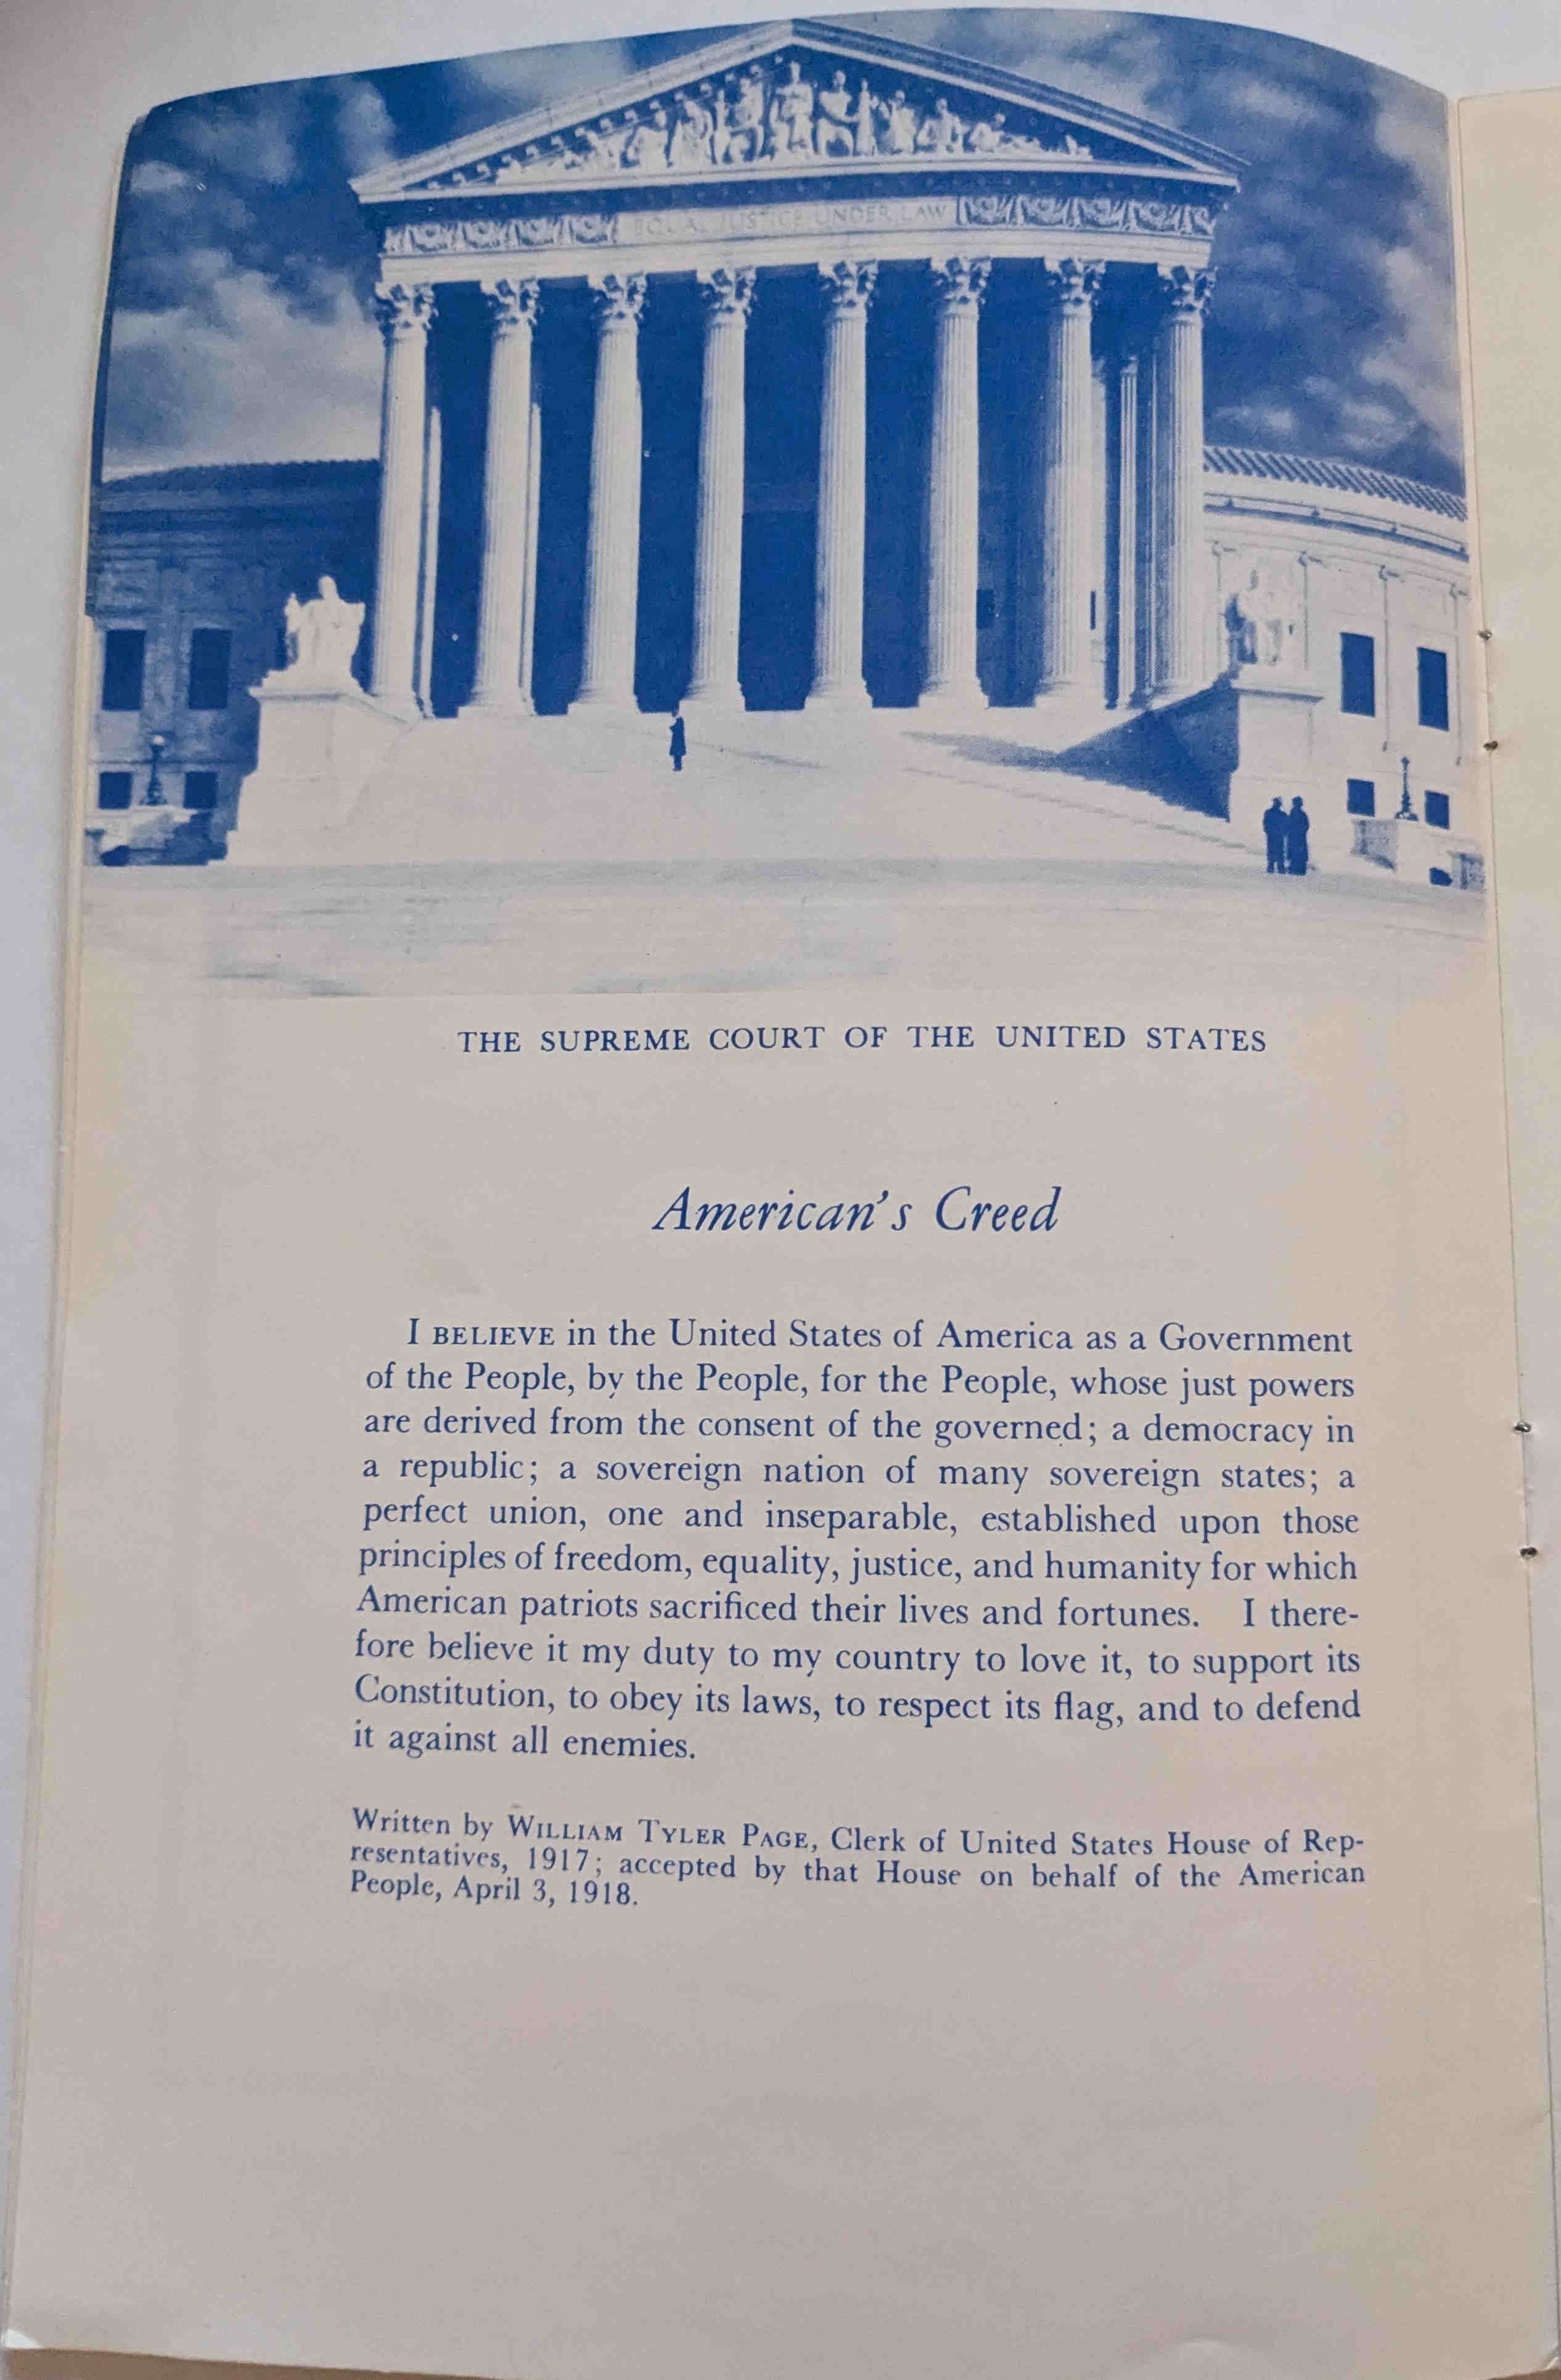 EQUAL JUSTICE UNDER LAW
THE SUPREME COURT OF THE UNITED STATES
American's Creed
I BELIEVE in the United States of America as a Government
of the People, by the People, for the People, whose just powers
are derived from the consent of the governed; a democracy in
a republic; a sovereign nation of many sovereign states; a
perfect union, one and inseparable, established upon those
principles of freedom, equality, justice, and humanity for which
American patriots sacrificed their lives and fortunes. I there-
fore believe it my duty to my country to love it, to support its
Constitution, to obey its laws, to respect its flag, and to defend
it against all enemies.
Written by WILLIAM TYLER PAGE, Clerk of United States House of Rep-
resentatives, 1917; accepted by that House on behalf of the American
People, April 3, 1918.